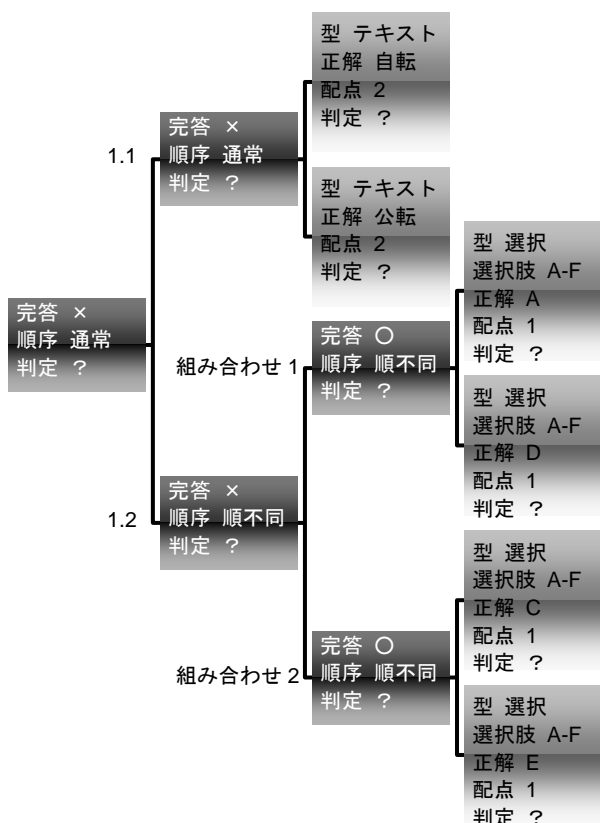 型 テキスト
正解 自転
配点 2
判定 ?
1.1
完答 ×
順序 通常
判定 ?
型 テキスト
正解 公転
配点 2
判定 ?
完答 ×
順序 通常
判定 ?
組み合わせ 1
完答 〇
順序 順不同
判定 ?
型 選択
選択肢 A-F
正解 A
配点 1
判定 ?
型 選択
選択肢 A-F
正解 D
配点 1
判定 ?
1.2
完答 ×
順序 順不同
判定 ?
組み合わせ 2
完答 〇
順序 順不同
判定 ?
型 選択
選択肢 A-F
正解 C
配点 1
判定 ?
型 選択
選択肢 A-F
正解 E
配点 1
判定 ?